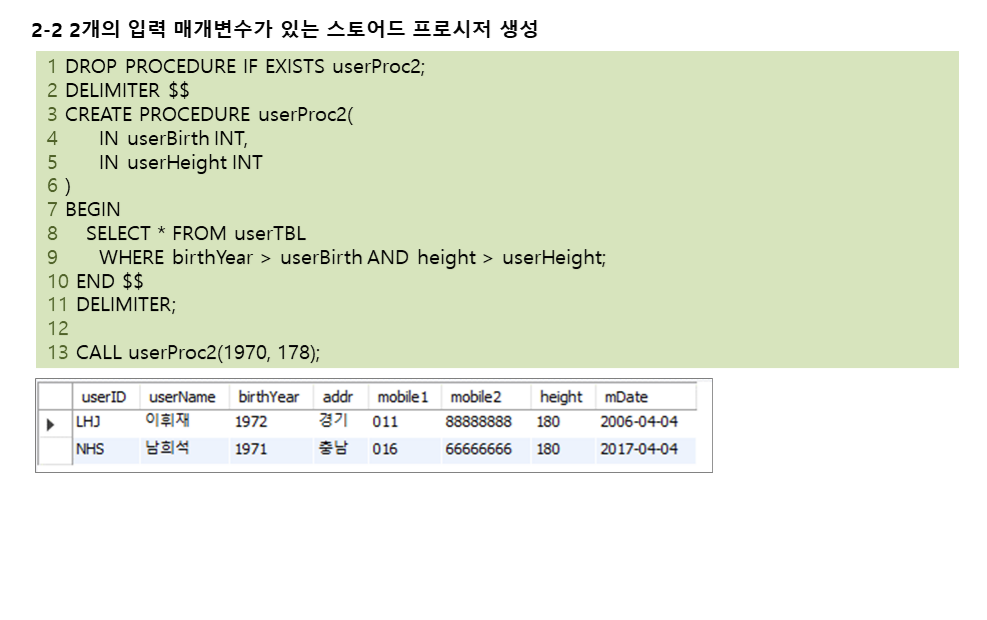 2-2 2개의 입력 매개변수가 있는 스토어드 프로시저 생성
1 DROP PROCEDURE IF EXISTS userProc2;
2 DELIMITER $$
3 CREATE PROCEDURE userProc2(
4 IN userBirth INT,
5 IN userHeight INT
6 )
7 BEGIN
8 SELECT * FROM userTBL
9 WHERE birthYear > userBirth AND height > userHeight;
10 END $$
11 DELIMITER;
12
13 CALL userProc2(1970, 178);
userID userName birthYear addr mobile1 mobile2 height mDate
LHJ 이휘재 1972 경기 011 88888888 180 2006-04-04
NHS 남희석 1971 충남 016 66666666 180 2017-04-04